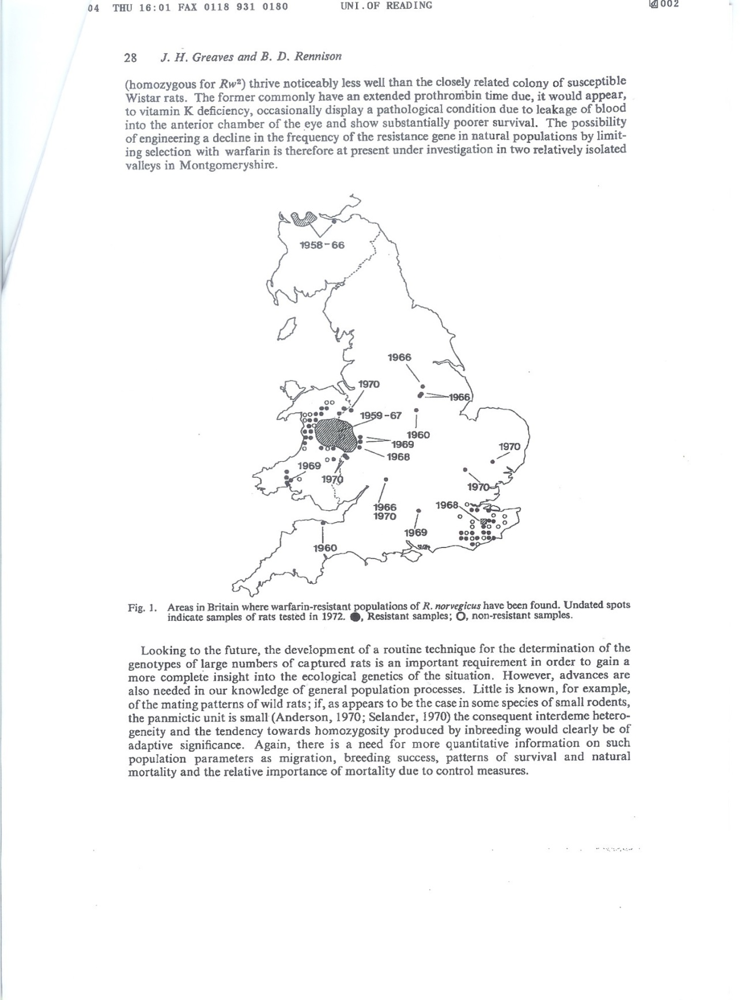 04 THU 16:01 FAX 0118 931 0180 UNI.OF READING 002
28 J. H. Greaves and B. D. Rennison
(homozygous for Rw²) thrive noticeably less well than the closely related colony of susceptible
Wistar rats. The former commonly have an extended prothrombin time due, it would appear,
to vitamin K deficiency, occasionally display a pathological condition due to leakage of blood
into the anterior chamber of the eye and show substantially poorer survival. The possibility
of engineering a decline in the frequency of the resistance gene in natural populations by limit-
ing selection with warfarin is therefore at present under investigation in two relatively isolated
valleys in Montgomeryshire.
1958-66
1966
1970
1966
1959-67
1960
1969
1970
1968
1969
1970
1970
1968
1966
1970
1969
1960
Fig. 1. Areas in Britain where warfarin-resistant populations of R. norvegicus have been found. Undated spots
indicate samples of rats tested in 1972. ●, Resistant samples; O, non-resistant samples.
Looking to the future, the development of a routine technique for the determination of the
genotypes of large numbers of captured rats is an important requirement in order to gain a
more complete insight into the ecological genetics of the situation. However, advances are
also needed in our knowledge of general population processes. Little is known, for example,
of the mating patterns of wild rats; if, as appears to be the case in some species of small rodents,
the panmictic unit is small (Anderson, 1970; Selander, 1970) the consequent interdeme hetero-
geneity and the tendency towards homozygosity produced by inbreeding would clearly be of
adaptive significance. Again, there is a need for more quantitative information on such
population parameters as migration, breeding success, patterns of survival and natural
mortality and the relative importance of mortality due to control measures.